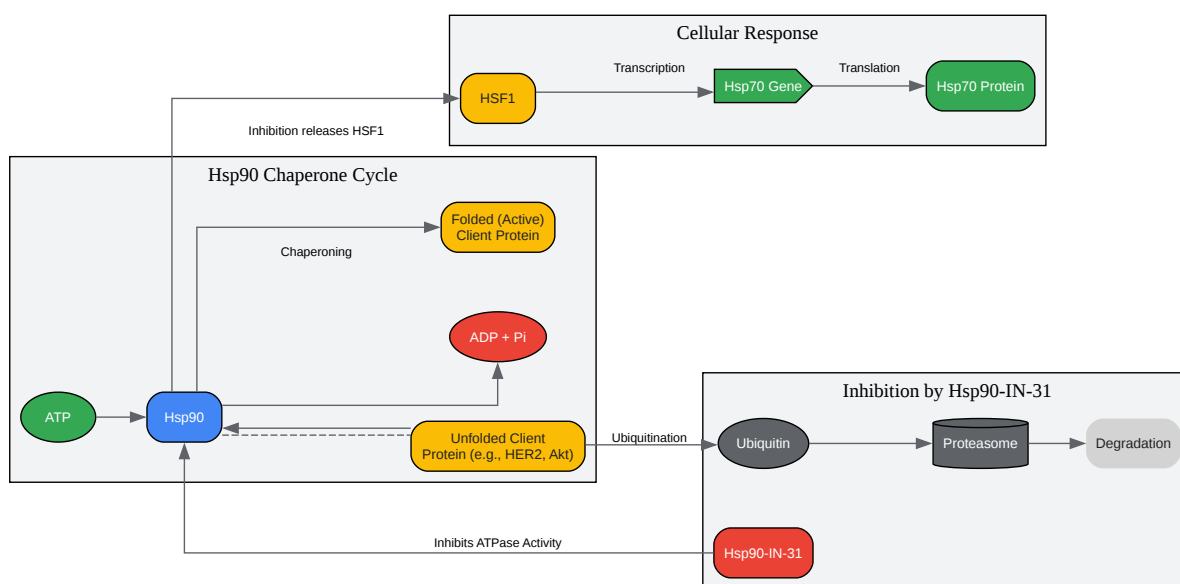 Cellular Response
Transcription
Translation
HSF1
Hsp70 Gene
Hsp70 Protein
Inhibition releases HSF1
Hsp90 Chaperone Cycle
Folded (Active)
Client Protein
Chaperoning
ADP + Pi
ATP
Hsp90
Unfolded Client
Protein (e.g., HER2, Akt)
Ubiquitination
Inhibition by Hsp90-IN-31
Ubiquitin
Proteasome
Degradation
Inhibits ATPase Activity
Hsp90-IN-31